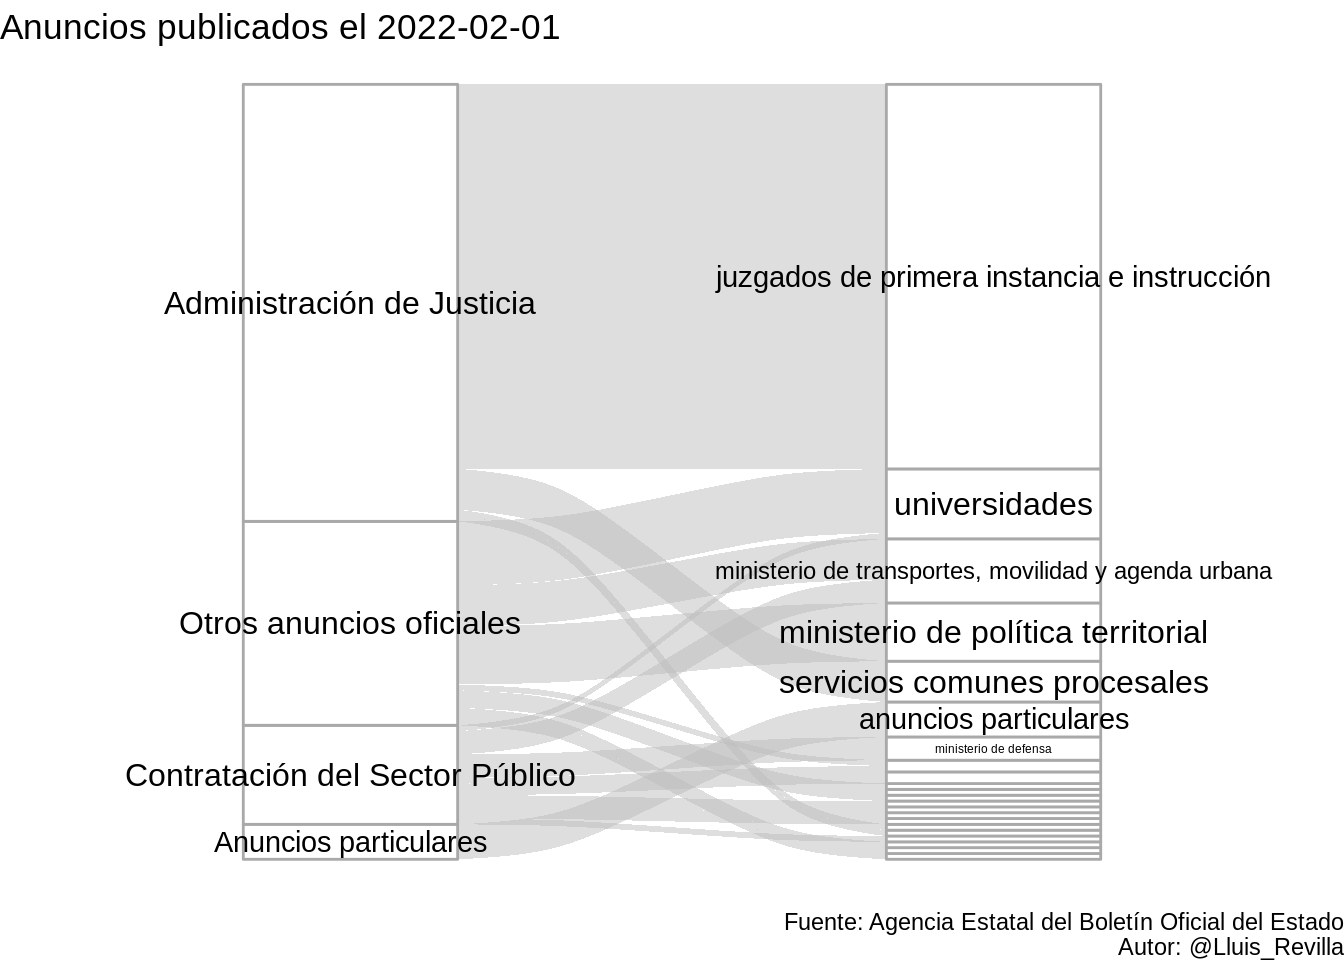 Anuncios publicados el 2022-02-01
Administración de Justicia
Otros anuncios oficiales
Contratación del Sector Público
Anuncios particulares
juzgados de primera instancia e instrucción
universidades
ministerio de transportes, movilidad y agenda urbana
ministerio de política territorial
servicios comunes procesales
anuncios particulares
ministerio de defensa
Fuente: Agencia Estatal del Boletín Oficial del Estado
Autor: @Lluis_Revilla